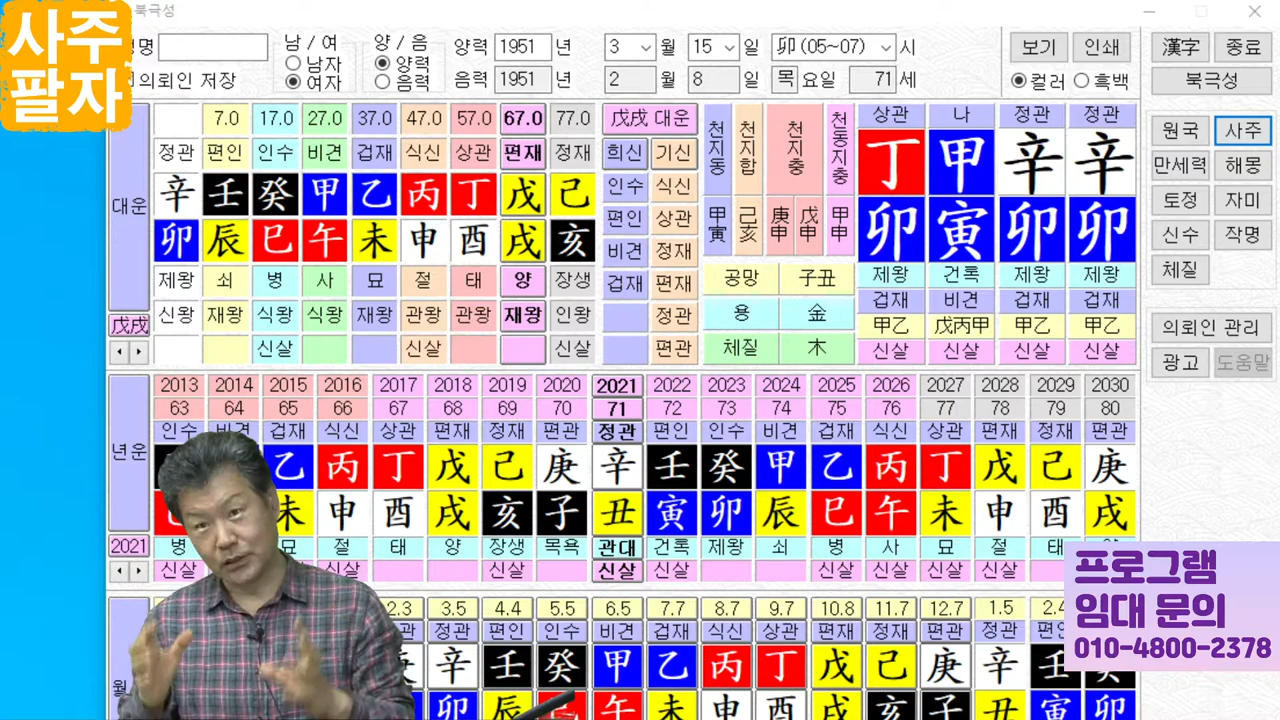 사주
팔자
북극성
명
의뢰인 저장
남 / 여
남자
여자
양 / 음
양력
음력
양력 1951 년 3 월 15 일 卯 (05~07) 시
음력 1951 년 2 월 8 일 목 요일 71 세
보기 인쇄
컬러 흑백
漢字 종료
북극성
원국 사주
만세력 해몽
토정 자미
신수 작명
체질
의뢰인 관리
광고 도움말
대운
戊戌
7.0 17.0 27.0 37.0 47.0 57.0 67.0 77.0
정관 편인 인수 비견 겁재 식신 상관 편재 정재
辛 壬 癸 甲 乙 丙 丁 戊 己
卯 辰 巳 午 未 申 酉 戌 亥
제왕 쇠 병 사 묘 절 태 양 장생
신왕 재왕 식왕 식왕 재왕 관왕 관왕 재왕 인왕
신살 신살 신살
戊戌 대운
희신 기신
인수 식신
편인 상관
비견 정재
겁재 편재
정관
편관
천지동 천지합 천지충 천동지충
甲寅 己亥 庚申 戊申 甲申
공망 子丑
용 金
체질 木
상관 나 정관 정관
丁 甲 辛 辛
卯 寅 卯 卯
제왕 건록 제왕 제왕
겁재 비견 겁재 겁재
甲乙 戊丙甲 甲乙 甲乙
신살 신살 신살 신살
년운
2021
2013 2014 2015 2016 2017 2018 2019 2020 2021 2022 2023 2024 2025 2026 2027 2028 2029 2030
63 64 65 66 67 68 69 70 71 72 73 74 75 76 77 78 79 80
인수 비견 겁재 식신 상관 편재 정재 편관 정관 편인 인수 비견 겁재 식신 상관 편재 정재 편관
乙 丙 丁 戊 己 庚 辛 壬 癸 甲 乙 丙 丁 戊 己 庚
未 申 酉 戌 亥 子 丑 寅 卯 辰 巳 午 未 申 酉 戌
병 묘 절 태 양 장생 목욕 관대 건록 제왕 쇠 병 사 묘 절 태
신살 신살 신살 신살 신살 신살 신살
프로그램
임대 문의
010-4800-2378
월
2.3 3.5 4.4 5.5 6.5 7.7 8.7 9.7 10.8 11.7 12.7 1.5 2.4
정관 편인 인수 비견 겁재 식신 상관 편재 정재 편관 정관
辛 壬 癸 甲 乙 丙 丁 戊 己 庚 辛 壬
卯 辰 巳 午 未 申 酉 戌 亥 子 丑 寅 卯